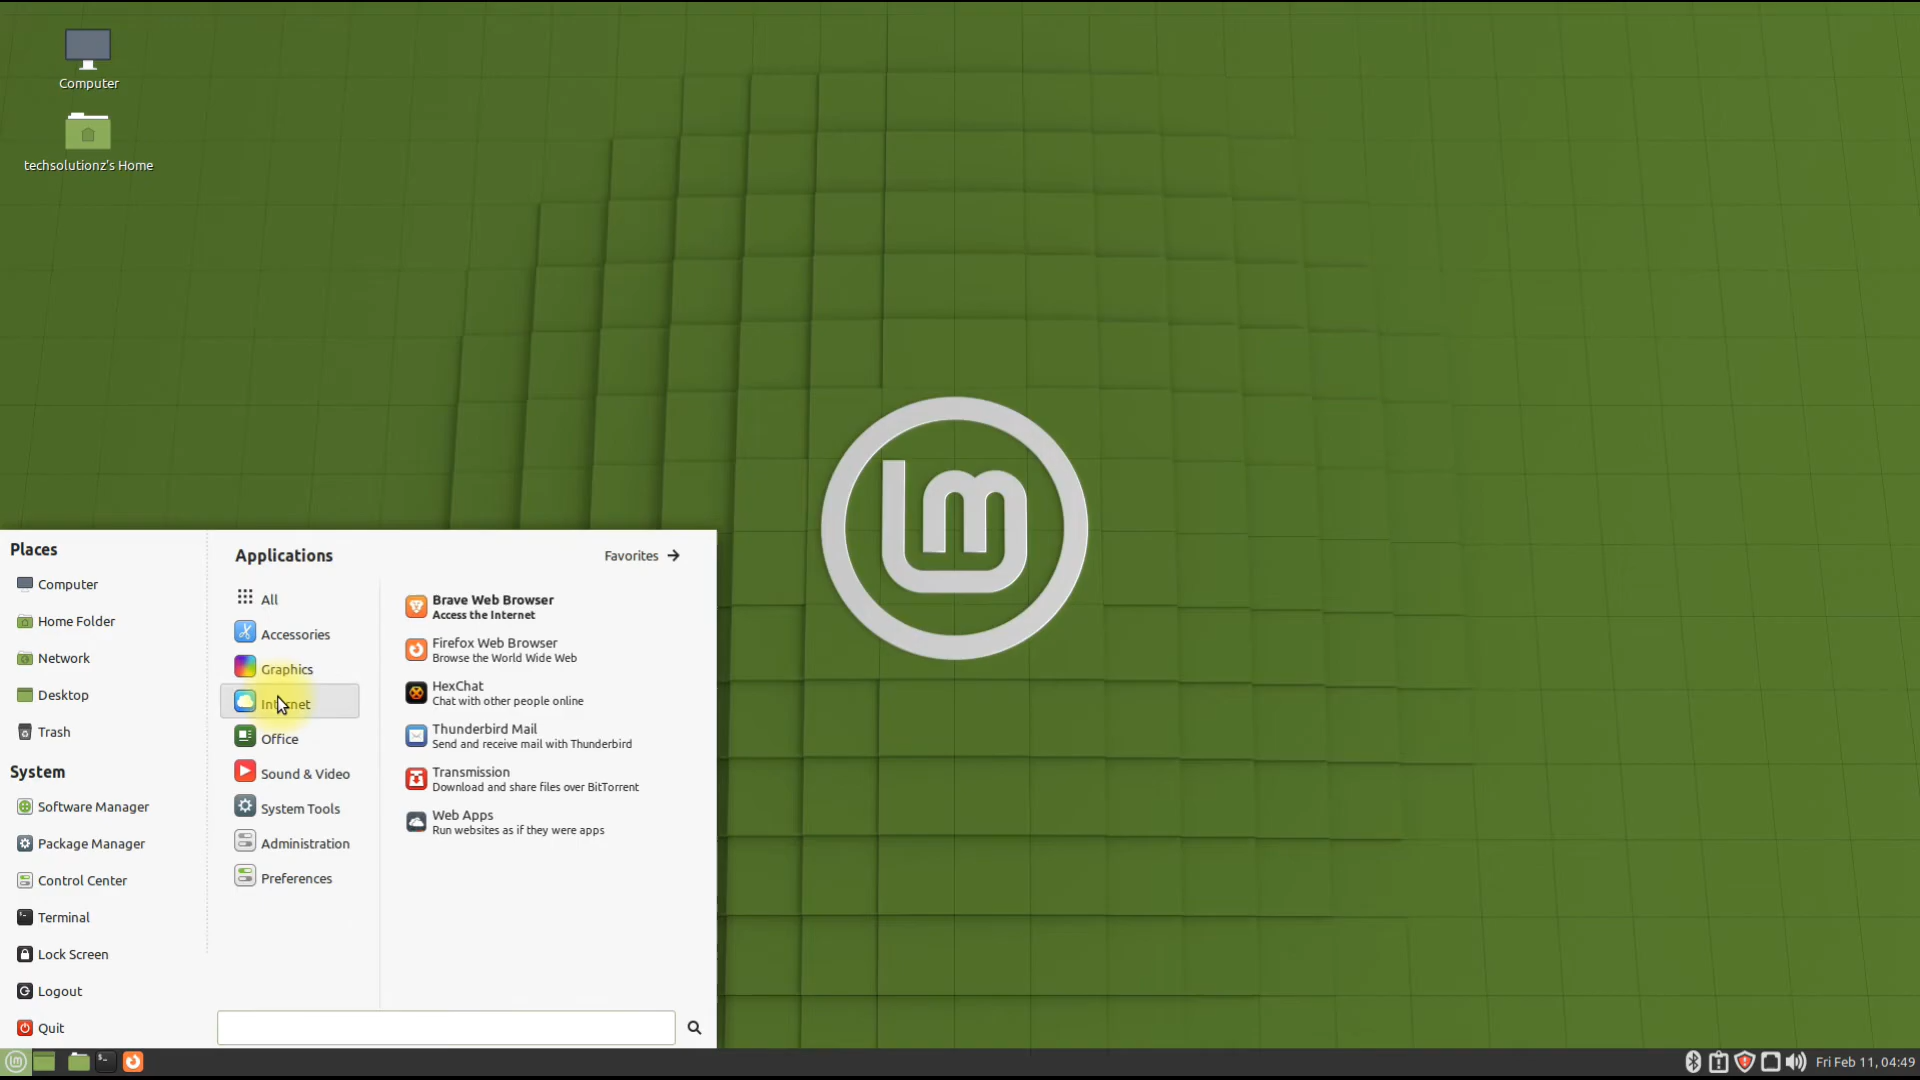 Computer
techsolutionz's Home
Places
Computer
Home Folder
Network
Desktop
Trash
System
Software Manager
Package Manager
Control Center
Terminal
Lock Screen
Logout
Quit
Applications
Favorites
All
Accessories
Graphics
Internet
Office
Sound & Video
System Tools
Administration
Preferences
Brave Web Browser
Access the Internet
Firefox Web Browser
Browse the World Wide Web
HexChat
Chat with other people online
Thunderbird Mail
Send and receive mail with Thunderbird
Transmission
Download and share files over BitTorrent
Web Apps
Run websites as if they were apps
lm
Fri Feb 11, 04:49